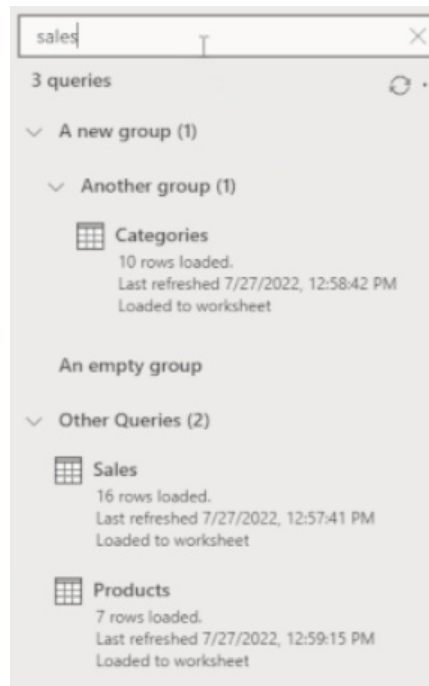 sales
3 queries
A new group (1)
Another group (1)
Categories
10 rows loaded.
Last refreshed 7/27/2022, 12:58:42 PM
Loaded to worksheet
An empty group
Other Queries (2)
Sales
16 rows loaded.
Last refreshed 7/27/2022, 12:57:41 PM
Loaded to worksheet
Products
7 rows loaded.
Last refreshed 7/27/2022, 12:59:15 PM
Loaded to worksheet